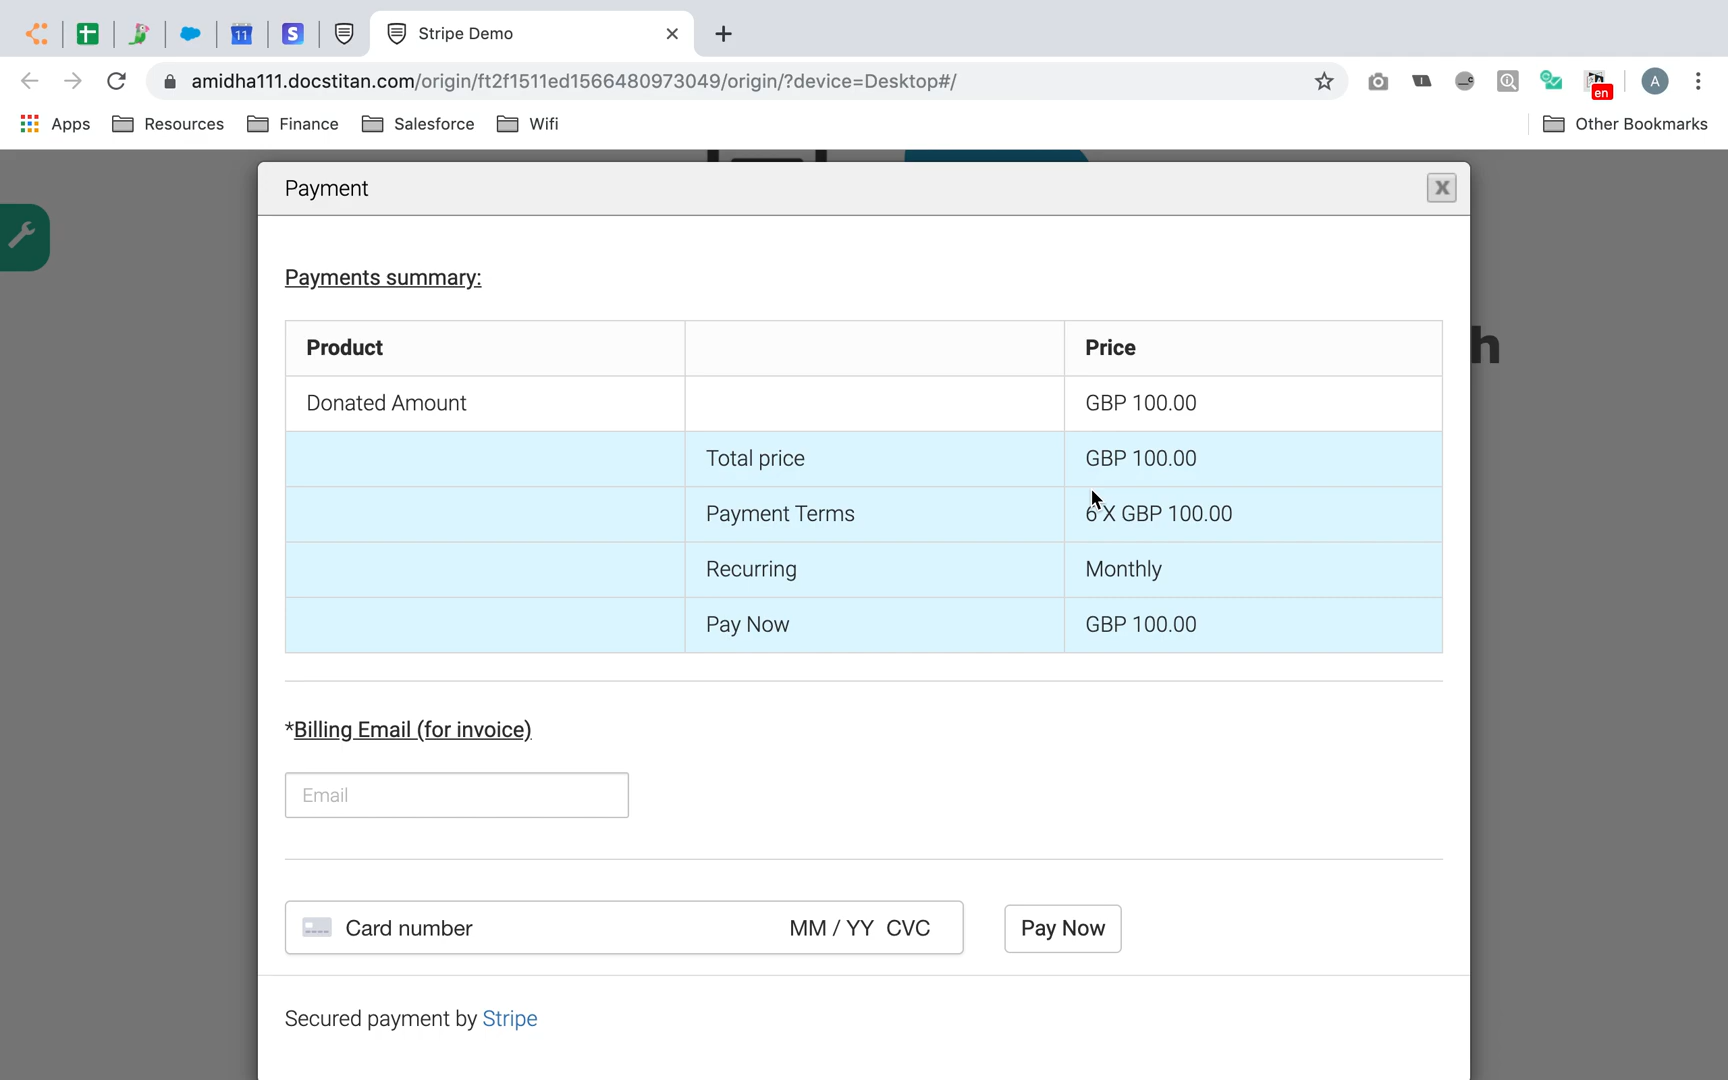 11
S
Stripe Demo
amidha111.docstitan.com/origin/ft2f1511ed1566480973049/origin/?device=Desktop#/
en
A
Apps
Resources
Finance
Salesforce
Wifi
Other Bookmarks
Payment
X
Payments summary:
h
Product Price
Donated Amount GBP 100.00
Total price GBP 100.00
Payment Terms 6 X GBP 100.00
Recurring Monthly
Pay Now GBP 100.00
*Billing Email (for invoice)
Email
Card number MM / YY CVC
Pay Now
Secured payment by Stripe